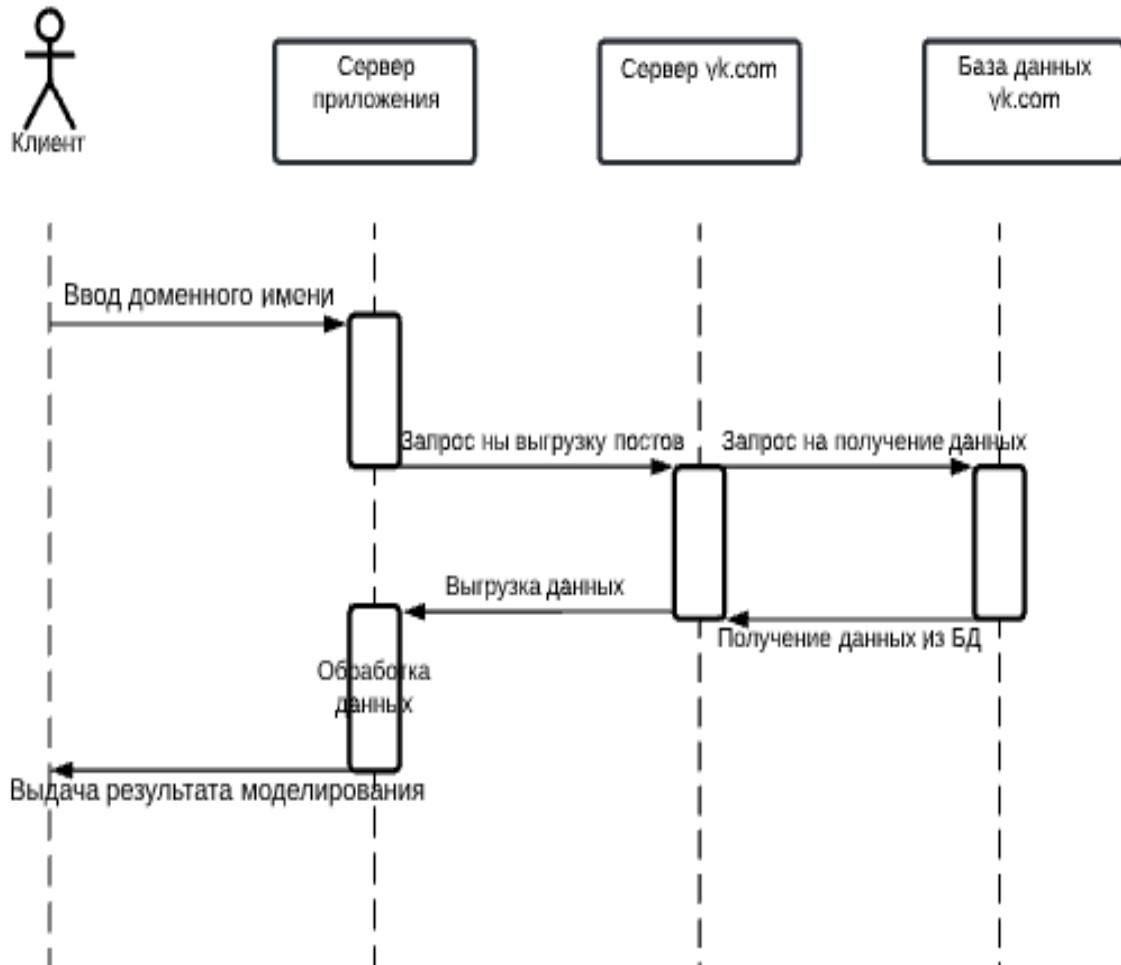 Клиент
Сервер
приложения
Сервер vk.com
База данных
vk.com
Ввод доменного имени
Запрос ны выгрузку постов
Запрос на получение данных
Выгрузка данных
Получение данных из БД
Обработка
данных
Выдача результата моделирования